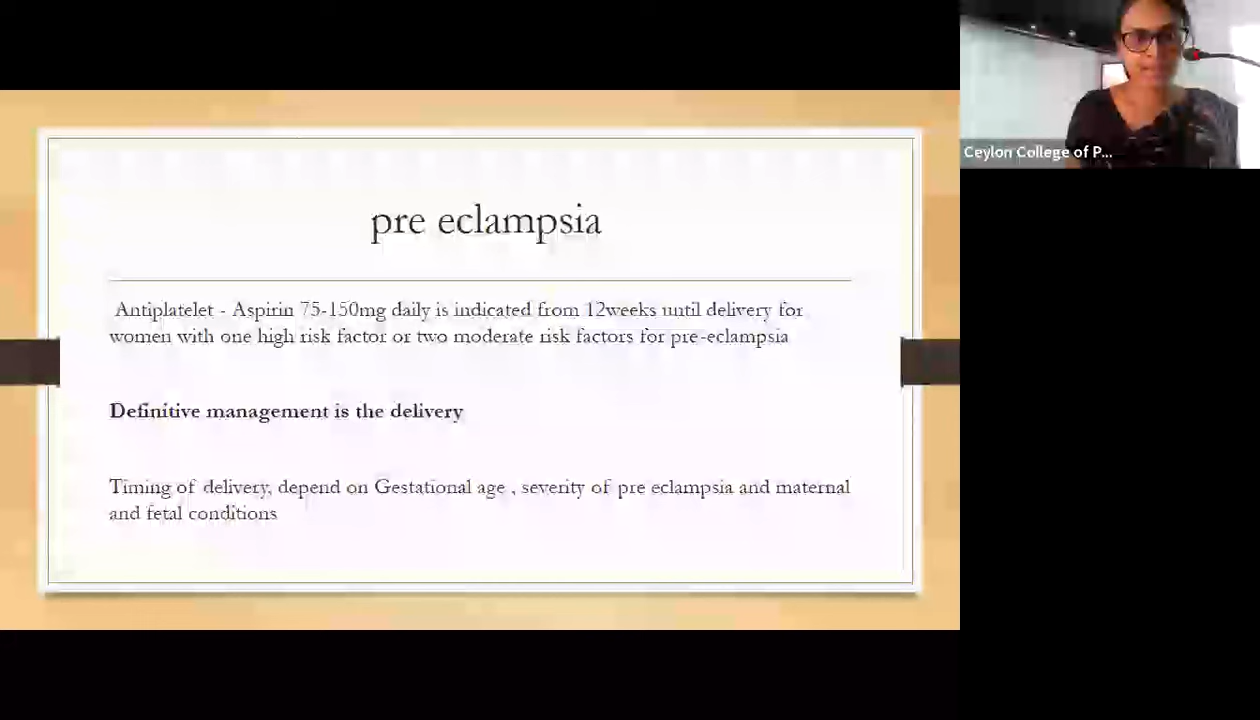 pre eclampsia
Antiplatelet - Aspirin 75-150mg daily is indicated from 12weeks until delivery for
women with one high risk factor or two moderate risk factors for pre-eclampsia
Definitive management is the delivery
Timing of delivery, depend on Gestational age , severity of pre eclampsia and maternal
and fetal conditions
Ceylon College of P...